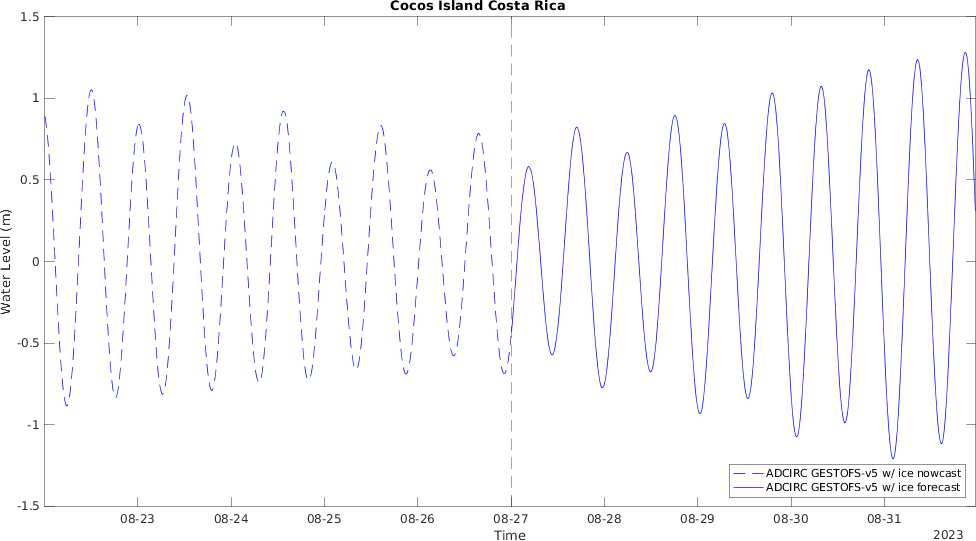 Cocos Island Costa Rica
1.5
1
0.5
0
-0.5
-1
-1.5
Water Level (m)
08-23 08-24 08-25 08-26 08-27 08-28 08-29 08-30 08-31
Time
2023
ADCIRC GESTOFS-v5 w/ ice nowcast
ADCIRC GESTOFS-v5 w/ ice forecast